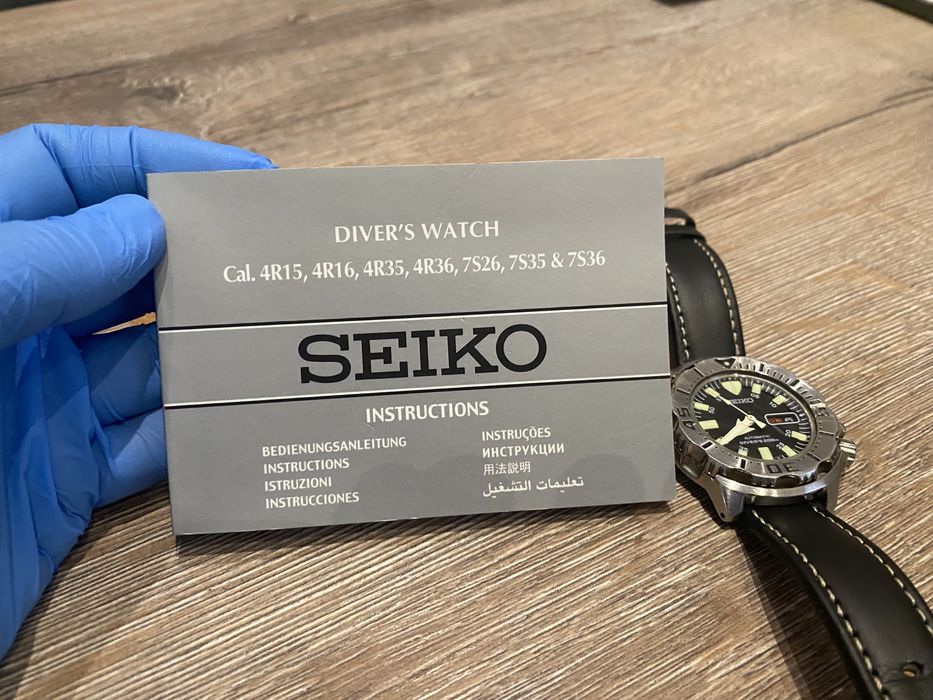 DIVER'S WATCH
Cal. 4R15, 4R16, 4R35, 4R36, 7S26, 7S35 & 7S36
SEIKO
INSTRUCTIONS
BEDIENUNGSANLEITUNG
INSTRUCTIONS
ISTRUZIONI
INSTRUCCIONES
INSTRUÇÕES
ИНСТРУКЦИИ
用法説明
تعليمات التشغيل
SEIKO
AUTOMATIC
DIVER'S 200m